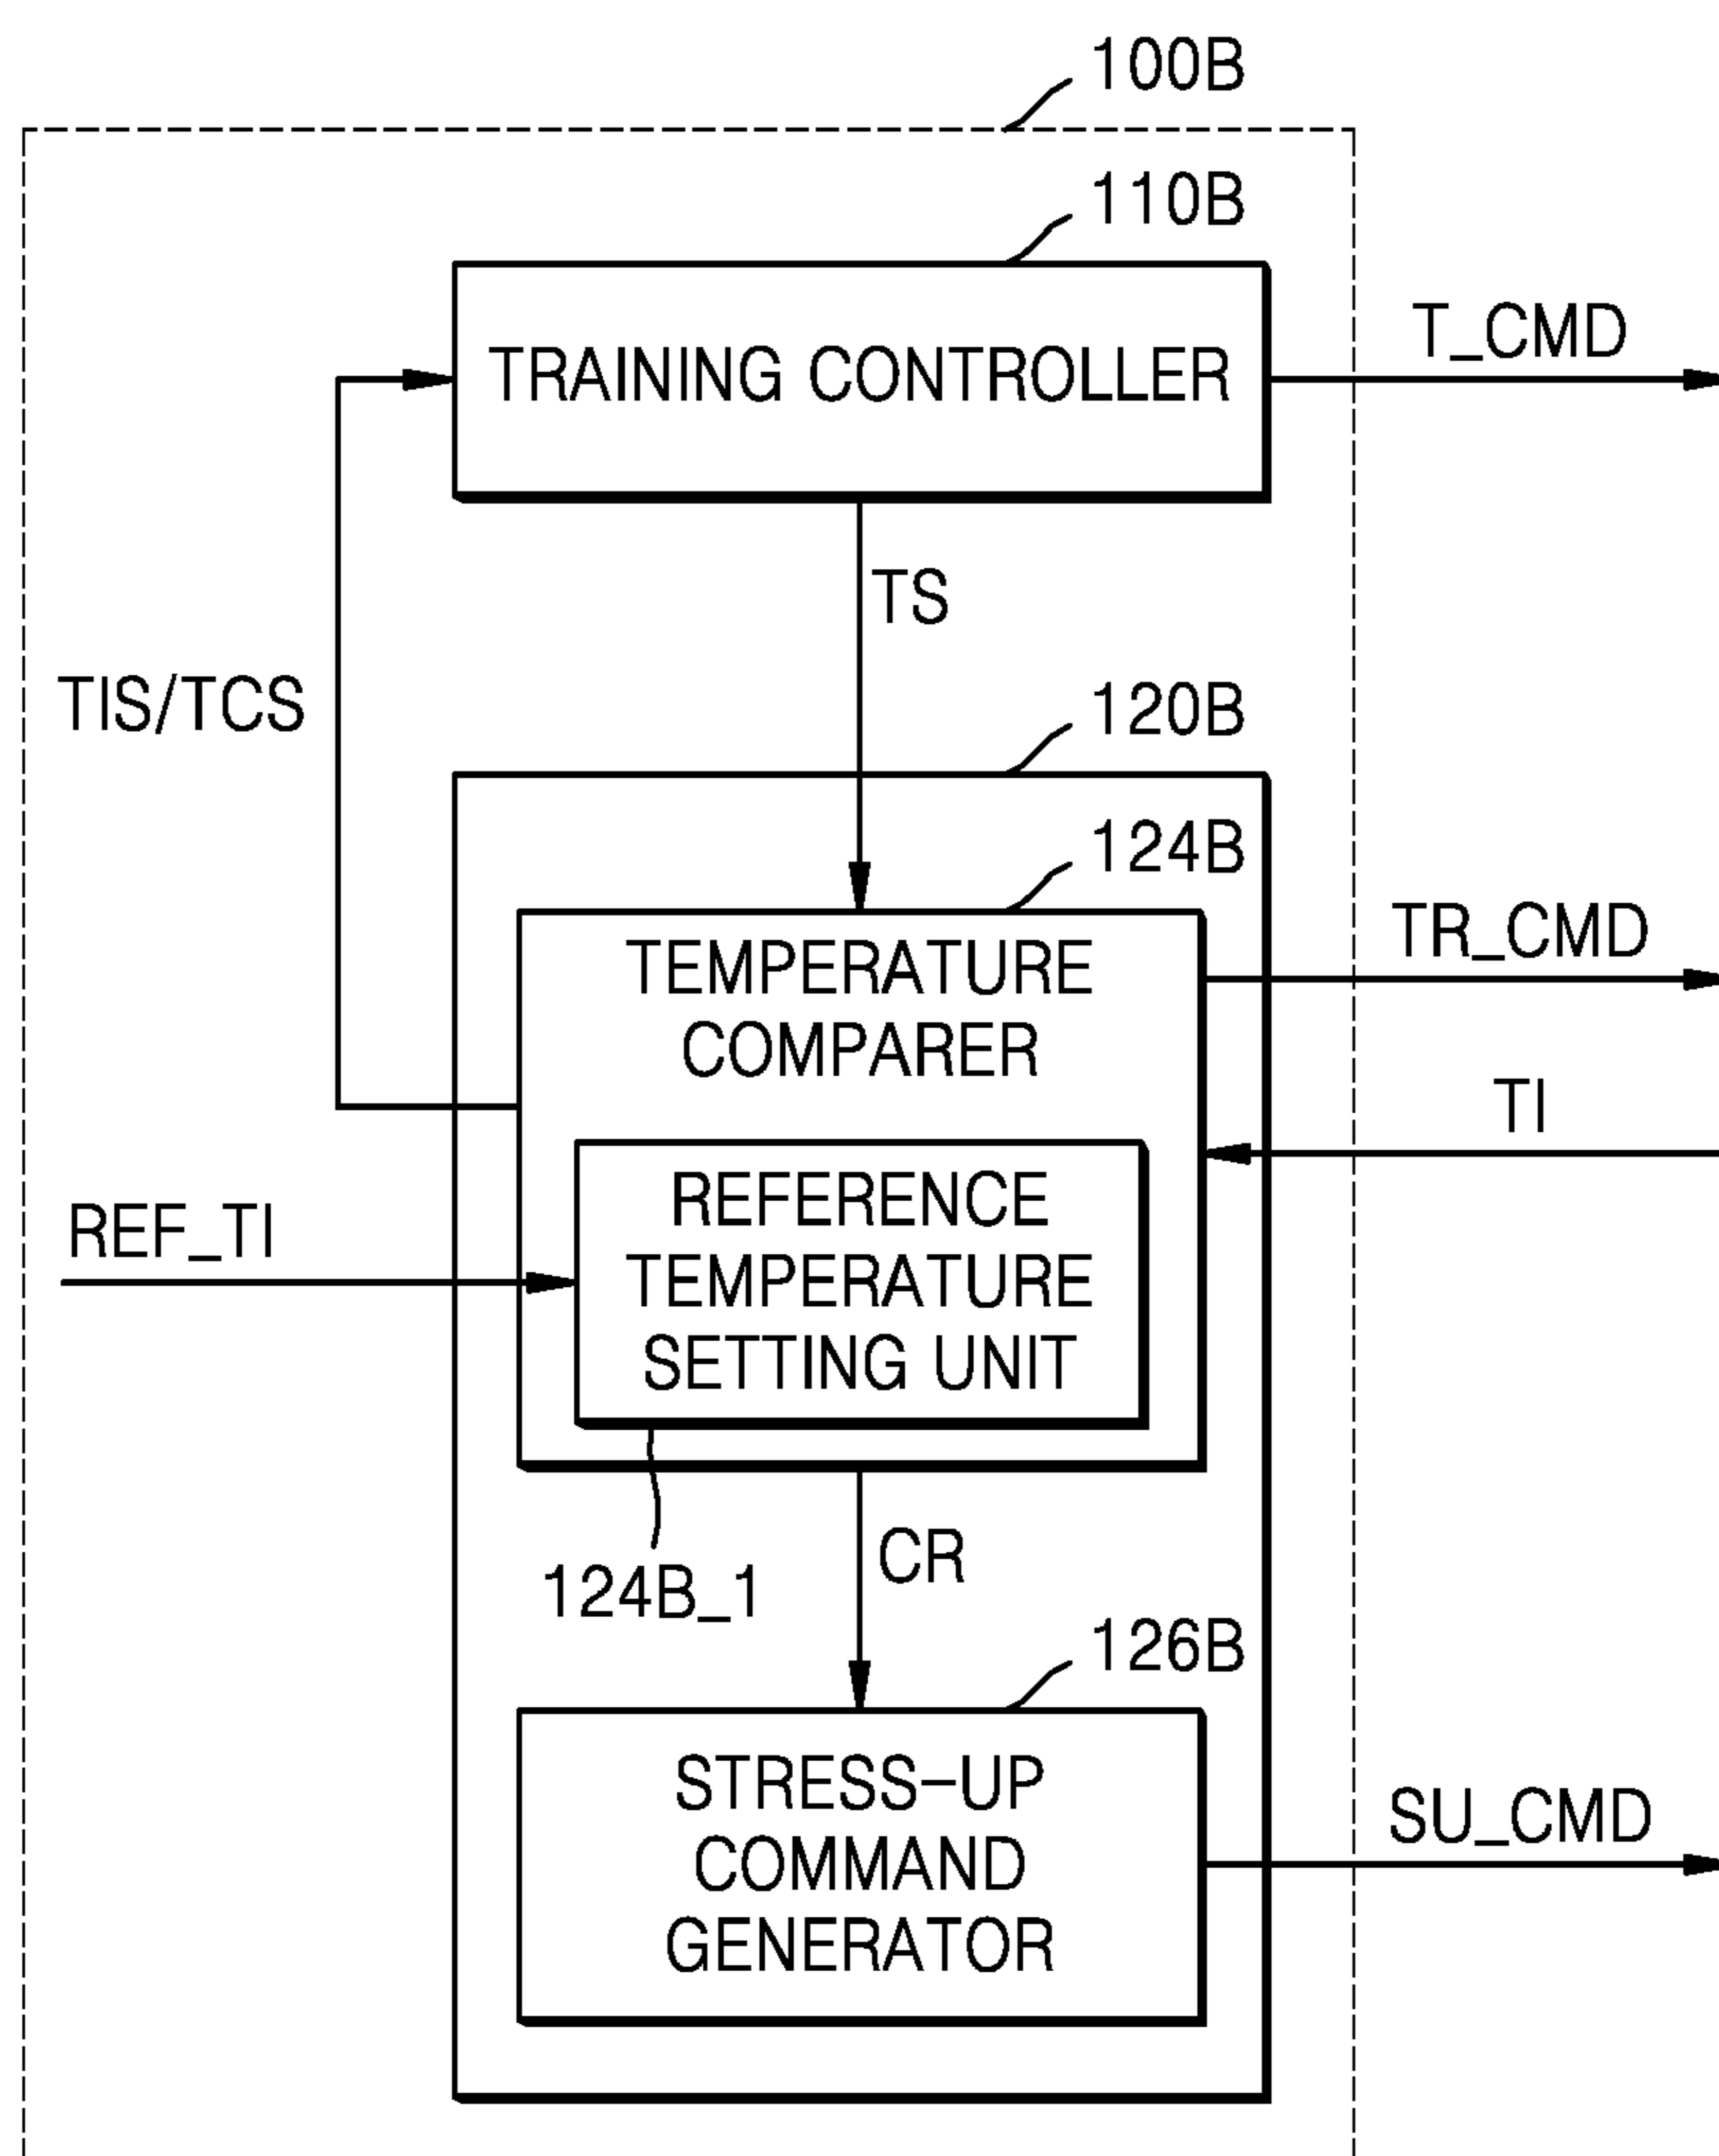 100B
110B
TRAINING CONTROLLER
T_CMD
TS
TIS/TCS
120B
124B
TEMPERATURE
COMPARER
TR_CMD
TI
REF_TI
REFERENCE
TEMPERATURE
SETTING UNIT
124B_1
CR
126B
STRESS-UP
COMMAND
GENERATOR
SU_CMD